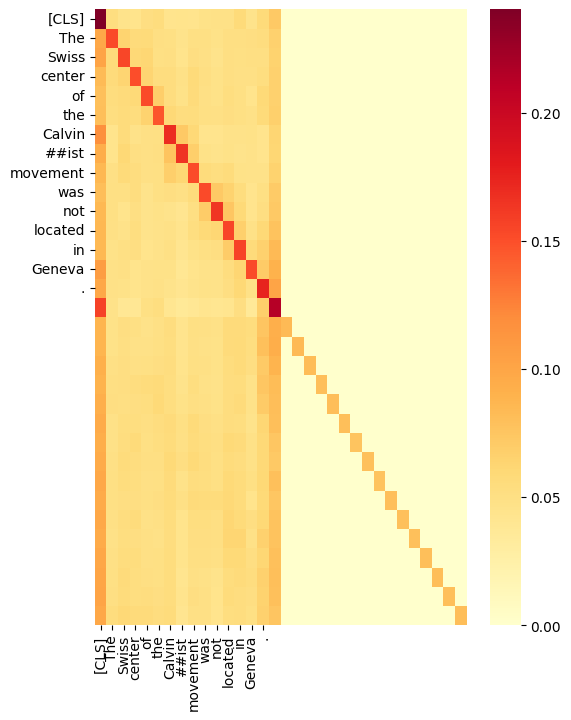 [CLS]
The
Swiss
center
of
the
Calvin
##ist
movement
was
not
located
in
Geneva
.
0.20
0.15
0.10
0.05
0.00
[CLS]
The
Swiss
center
of
the
Calvin
##ist
movement
was
not
located
in
Geneva
.